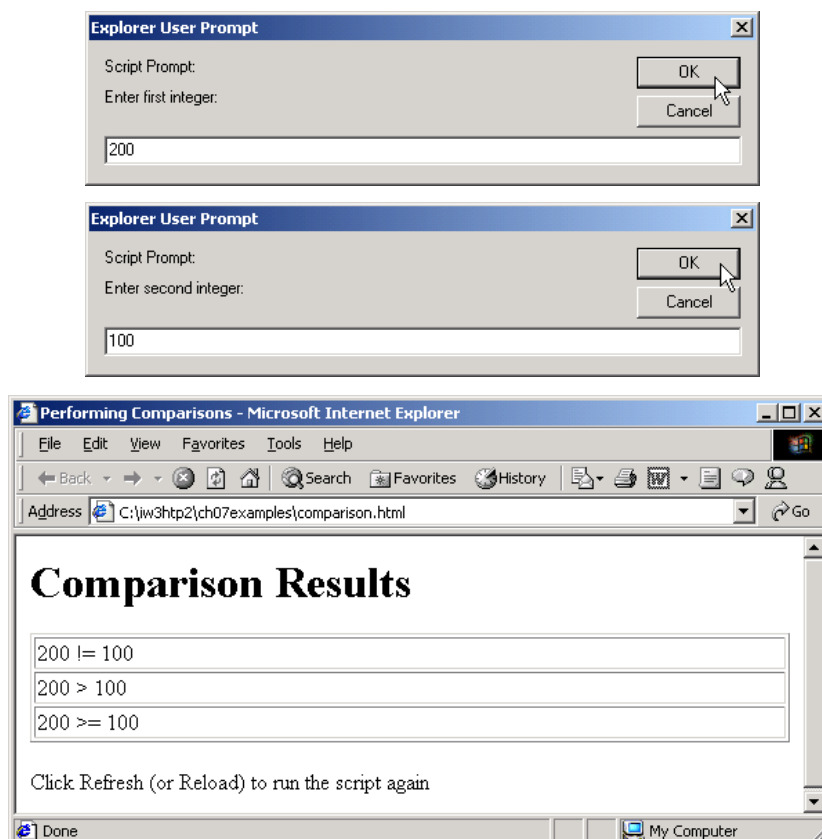 Explorer User Prompt
Script Prompt:
OK
Enter first integer:
Cancel
200
Explorer User Prompt
Script Prompt:
OK
Enter second integer:
Cancel
100
Performing Comparisons - Microsoft Internet Explorer
File Edit View Favorites Tools Help
Back Search Favorites History
Address C:\iw3htp2\ch07examples\comparison.html Go
Comparison Results
200 != 100
200 > 100
200 >= 100
Click Refresh (or Reload) to run the script again
Done My Computer